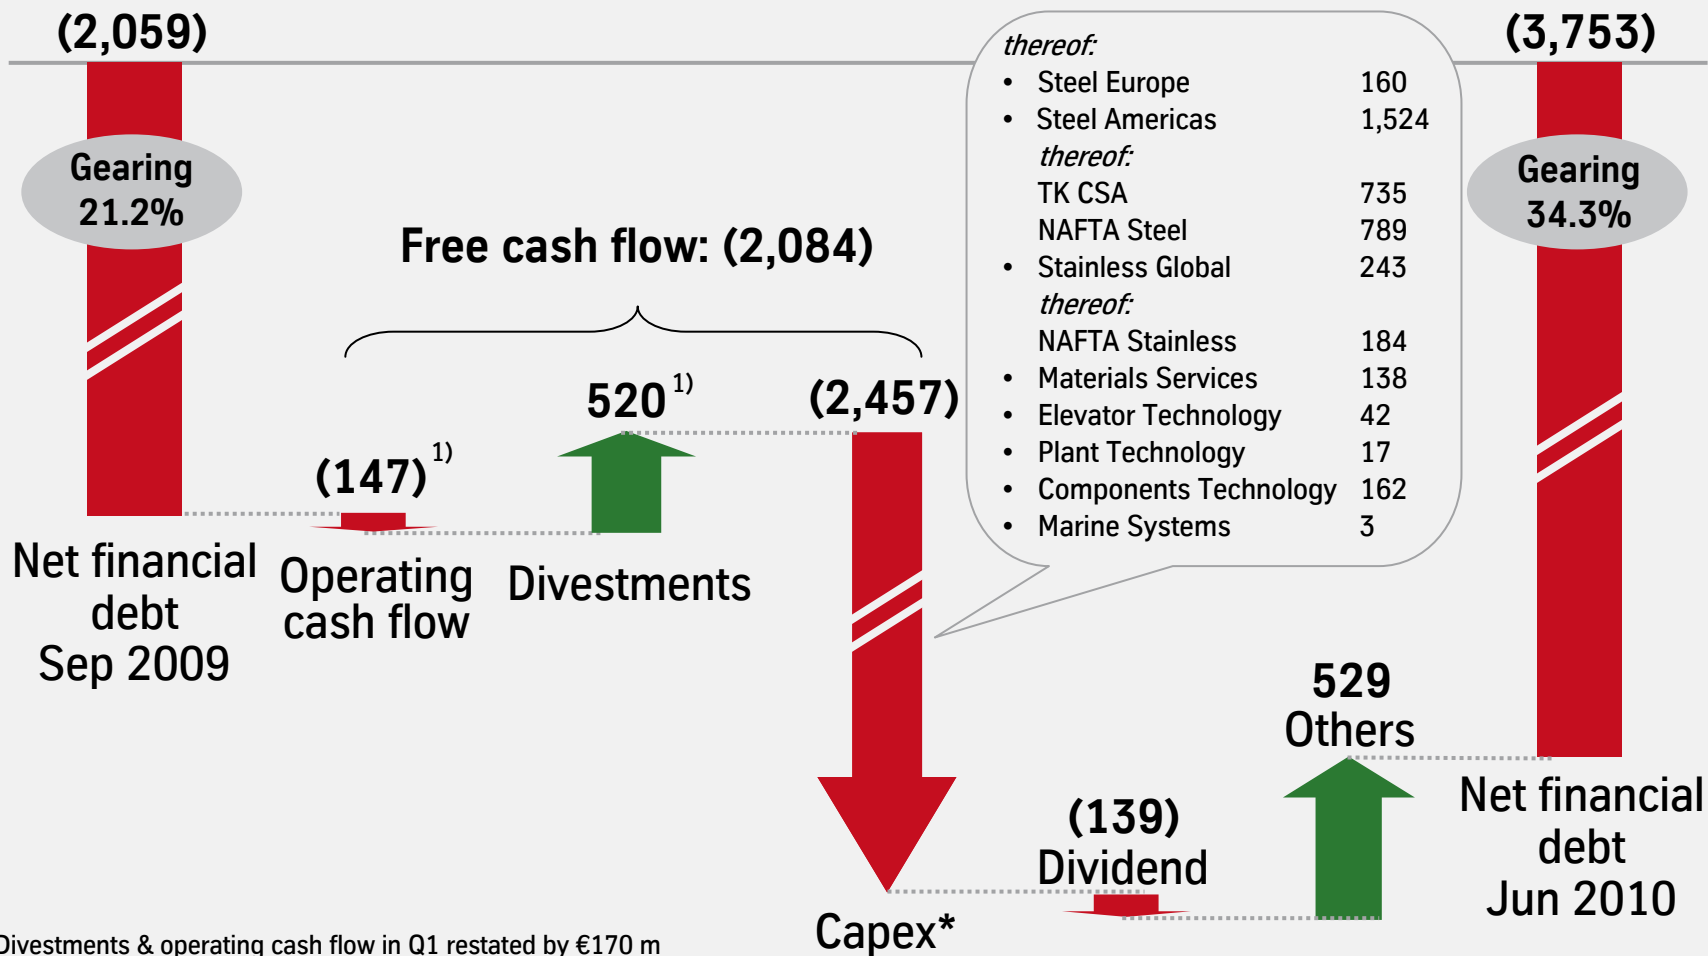 (2,059)
Gearing
21.2%
Net financial
debt
Sep 2009
Free cash flow: (2,084)
(147) 1)
Operating
cash flow
520 1)
Divestments
(2,457)
Capex*
thereof:
• Steel Europe 160
• Steel Americas 1,524
thereof:
TK CSA 735
NAFTA Steel 789
• Stainless Global 243
thereof:
NAFTA Stainless 184
• Materials Services 138
• Elevator Technology 42
• Plant Technology 17
• Components Technology 162
• Marine Systems 3
(139)
Dividend
529
Others
(3,753)
Gearing
34.3%
Net financial
debt
Jun 2010
Divestments & operating cash flow in Q1 restated by €170 m